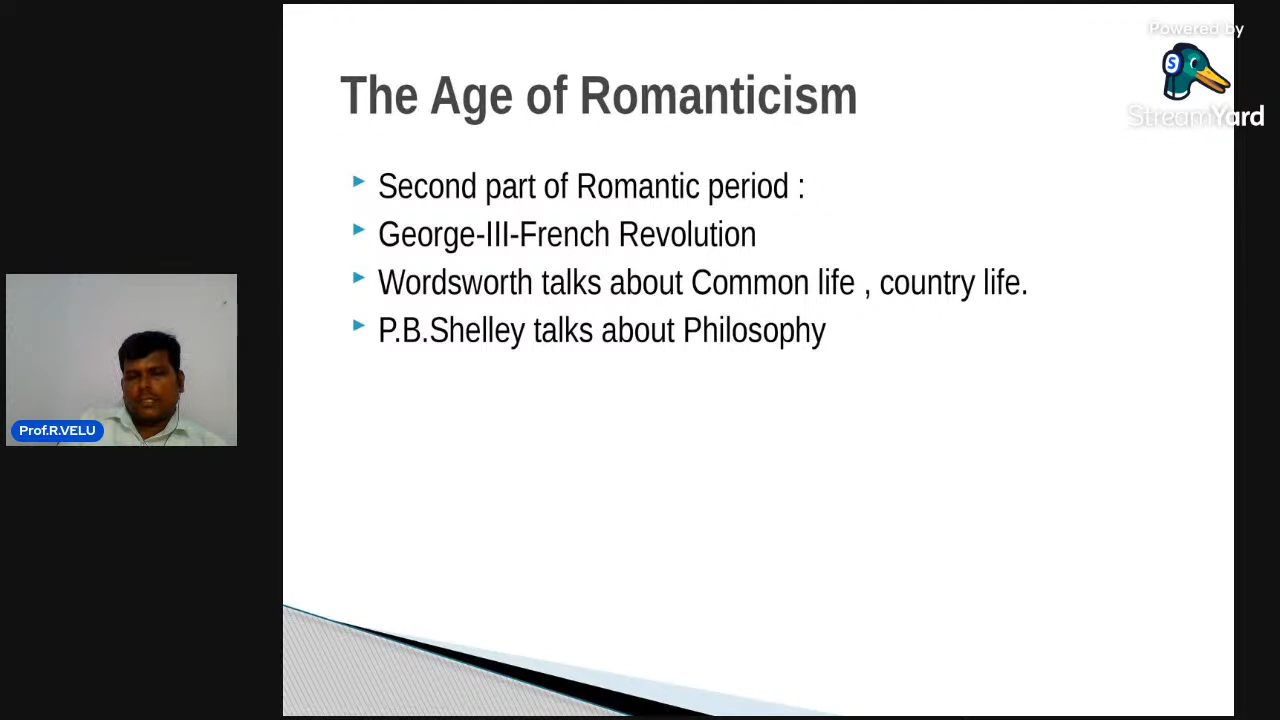 Powered by
S
StreamYard
The Age of Romanticism
Second part of Romantic period :
George-III-French Revolution
Wordsworth talks about Common life , country life.
P.B.Shelley talks about Philosophy
Prof.R.VELU